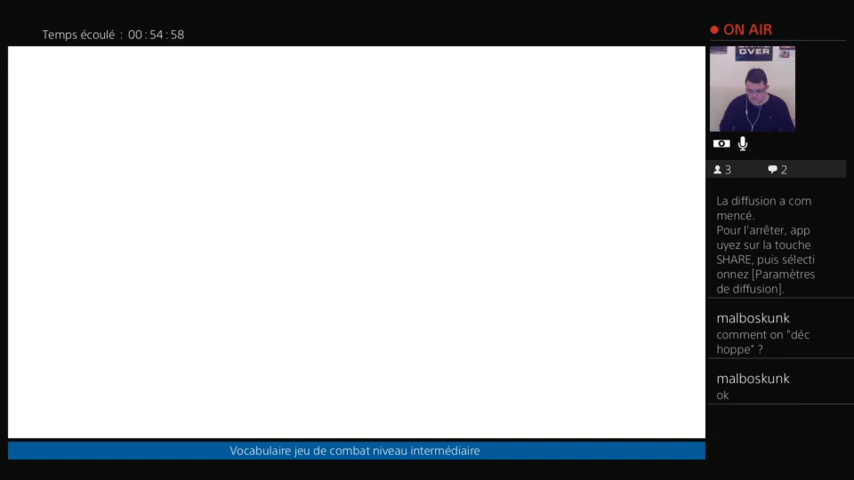 Temps écoulé : 00:54:58
ON AIR
OVER
3
2
La diffusion a com
mencé.
Pour l'arrêter, app
uyez sur la touche
SHARE, puis sélecti
onnez [Paramètres
de diffusion].
malboskunk
comment on "déc
hoppe" ?
malboskunk
ok
Vocabulaire jeu de combat niveau intermédiaire